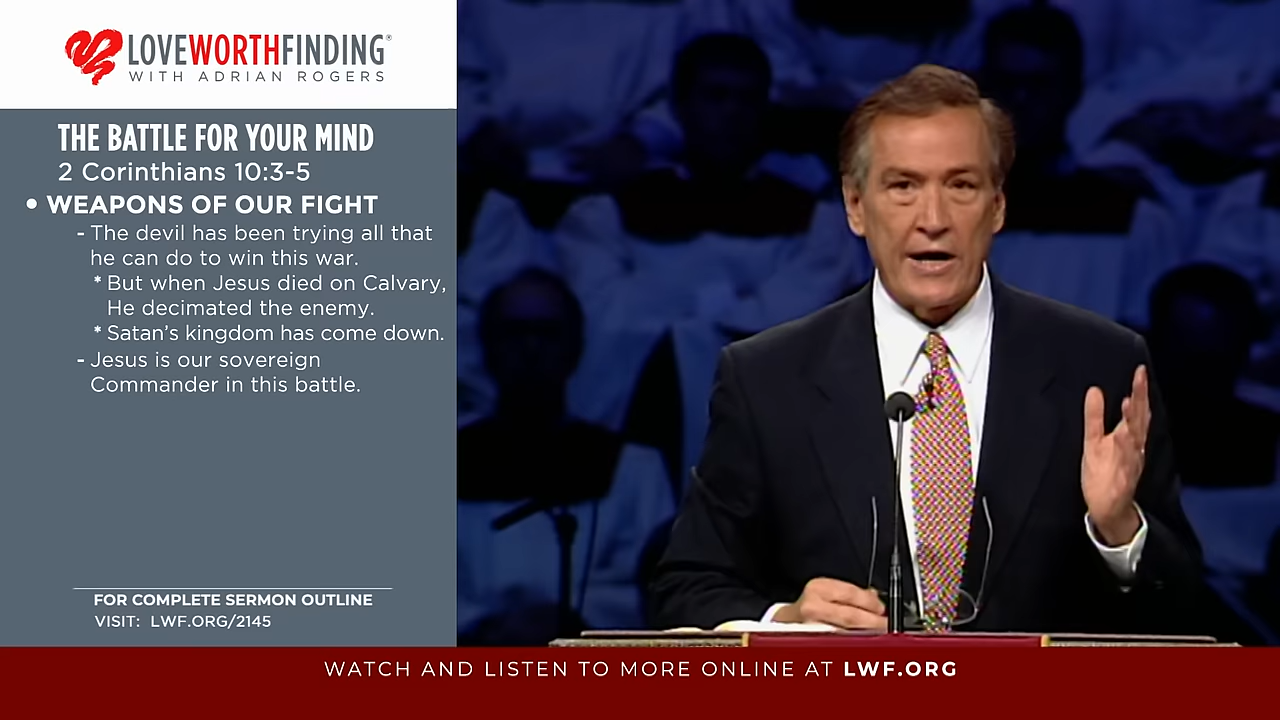 LOVEWORTHFINDING®
WITH ADRIAN ROGERS
THE BATTLE FOR YOUR MIND
2 Corinthians 10:3-5
• WEAPONS OF OUR FIGHT
- The devil has been trying all that
he can do to win this war.
* But when Jesus died on Calvary,
He decimated the enemy.
* Satan's kingdom has come down.
- Jesus is our sovereign
Commander in this battle.
FOR COMPLETE SERMON OUTLINE
VISIT: LWF.ORG/2145
WATCH AND LISTEN TO MORE ONLINE AT LWF.ORG